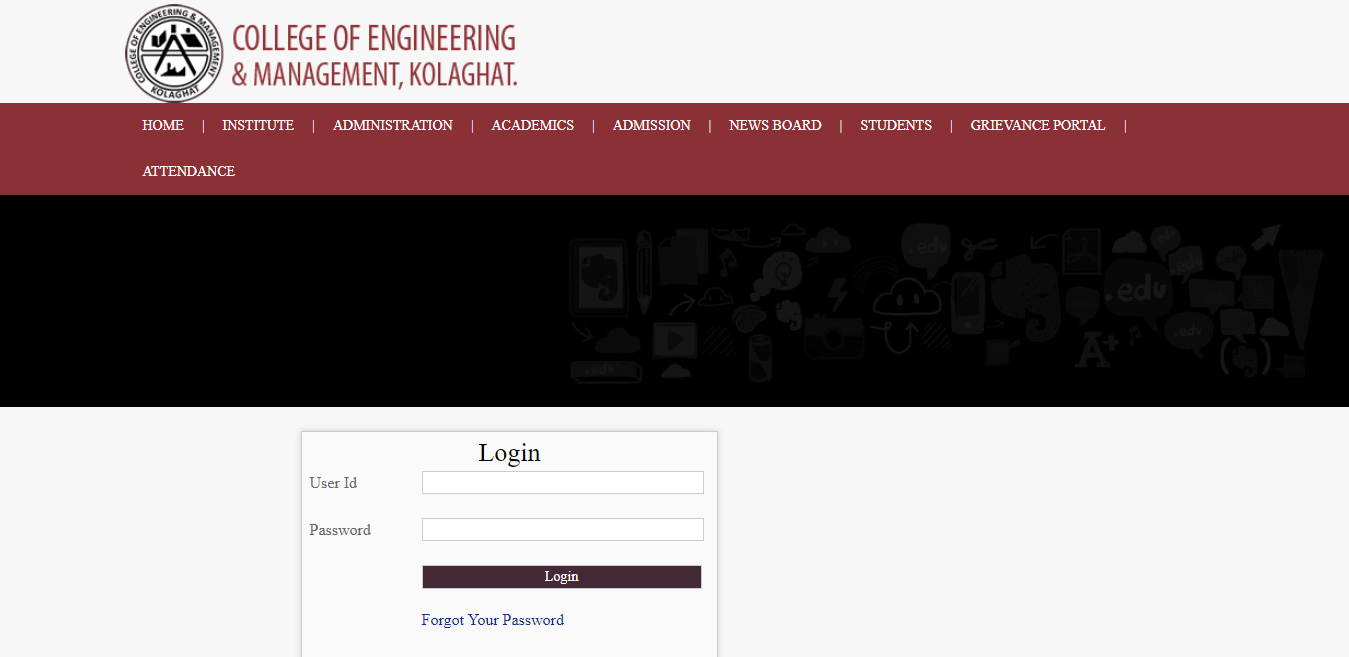 COLLEGE OF ENGINEERING & MANAGEMENT
KOLAGHAT
COLLEGE OF ENGINEERING
& MANAGEMENT, KOLAGHAT.
HOME | INSTITUTE | ADMINISTRATION | ACADEMICS | ADMISSION | NEWS BOARD | STUDENTS | GRIEVANCE PORTAL |
ATTENDANCE
.edu
.edu
.edu
.edu
A+
.edu
Login
User Id
Password
Login
Forgot Your Password